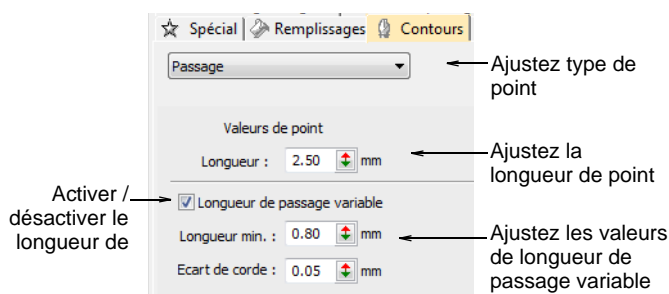 Spécial Remplissages Contours
Passage
Ajustez type de
point
Valeurs de point
Longueur : 2.50 mm
Ajustez la
longueur de point
Activer /
désactiver le
longueur de
Longueur de passage variable
Longueur min. : 0.80 mm
Ecart de corde : 0.05 mm
Ajustez les valeurs
de longueur de
passage variable